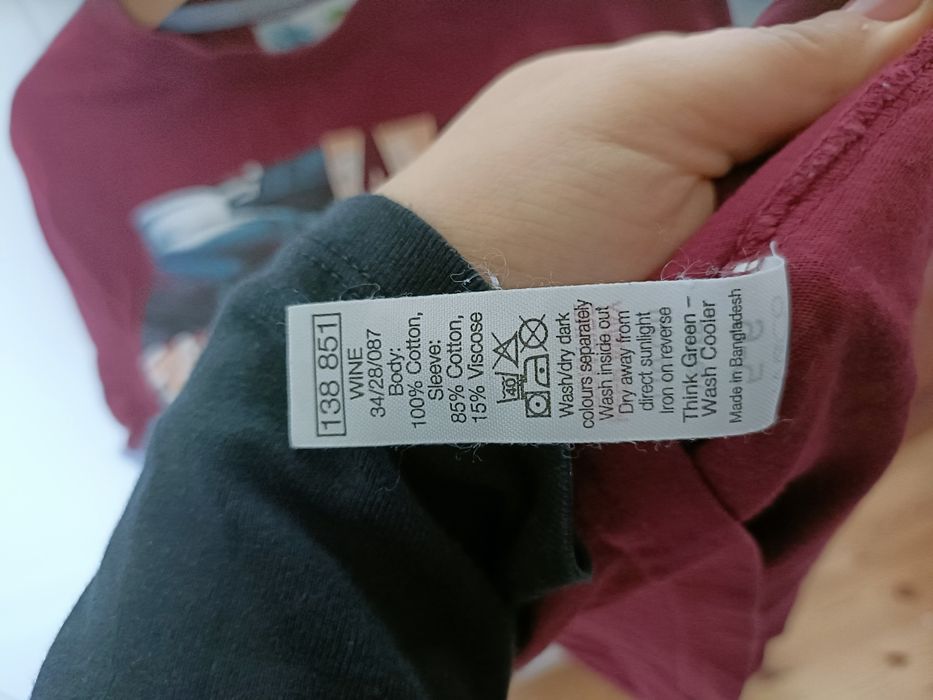 138 851
WINE
34/28/087
Body:
100% Cotton,
Sleeve:
85% Cotton,
15% Viscose
40
Wash/dry dark
colours separately
Wash inside out
Dry away from
direct sunlight
Iron on reverse
Think Green –
Wash Cooler
Made in Bangladesh